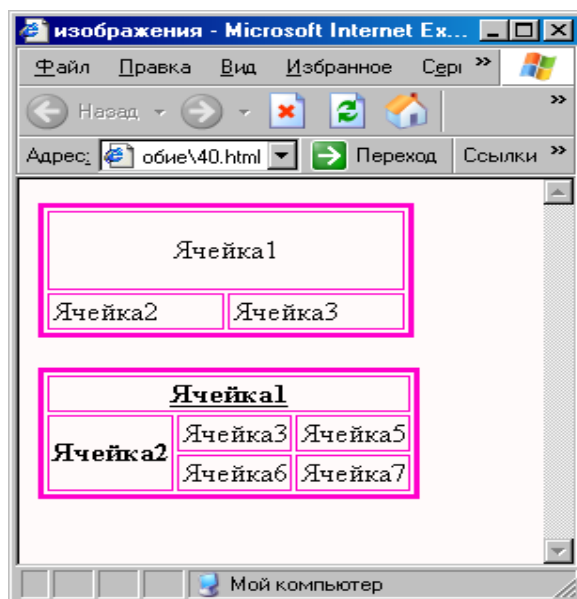 изображения - Microsoft Internet Ex...
Файл Правка Вид Избранное Серı »
Назад »
Адрес: обие\40.html Переход Ссылки »
Ячейка1
Ячейка2 Ячейка3
Ячейка1
Ячейка2 Ячейка3 Ячейка5
Ячейка6 Ячейка7
Мой компьютер